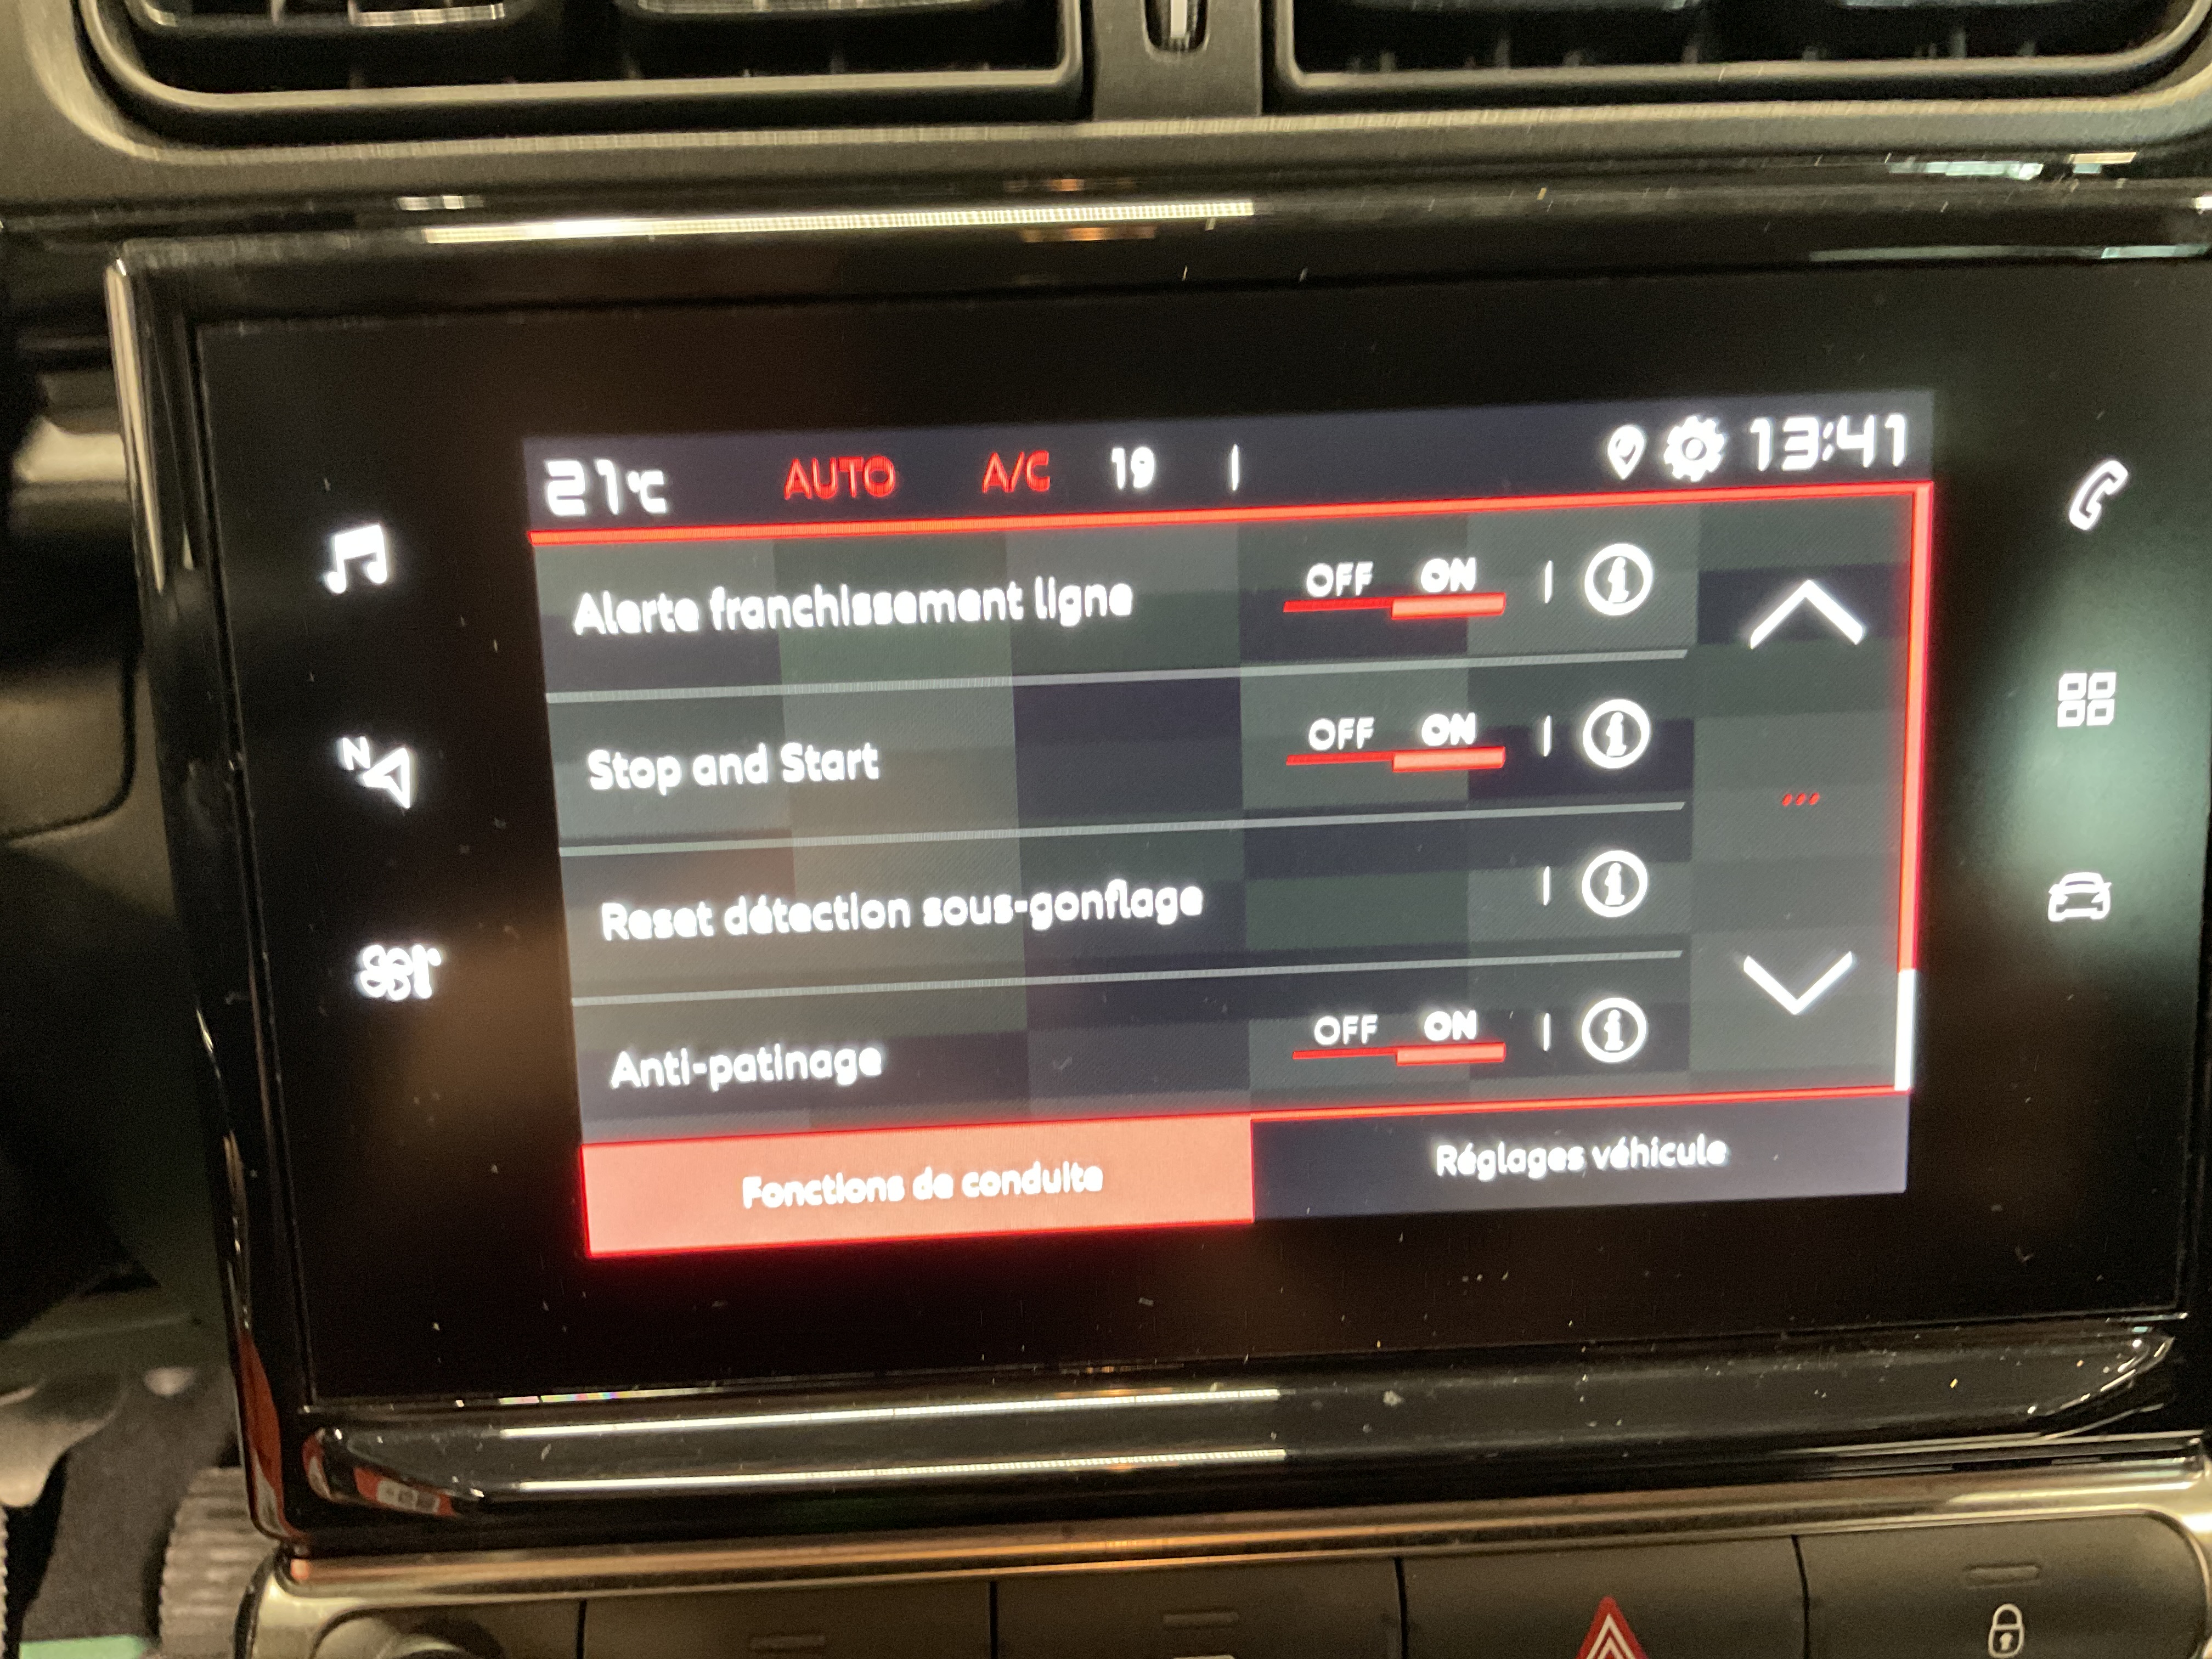 21°C AUTO A/C 19 13:41
Alerte franchissement ligne OFF ON
N
Stop and Start OFF ON
Reset détection sous-gonflage
Anti-patinage OFF ON
Fonctions de conduite Réglages véhicule